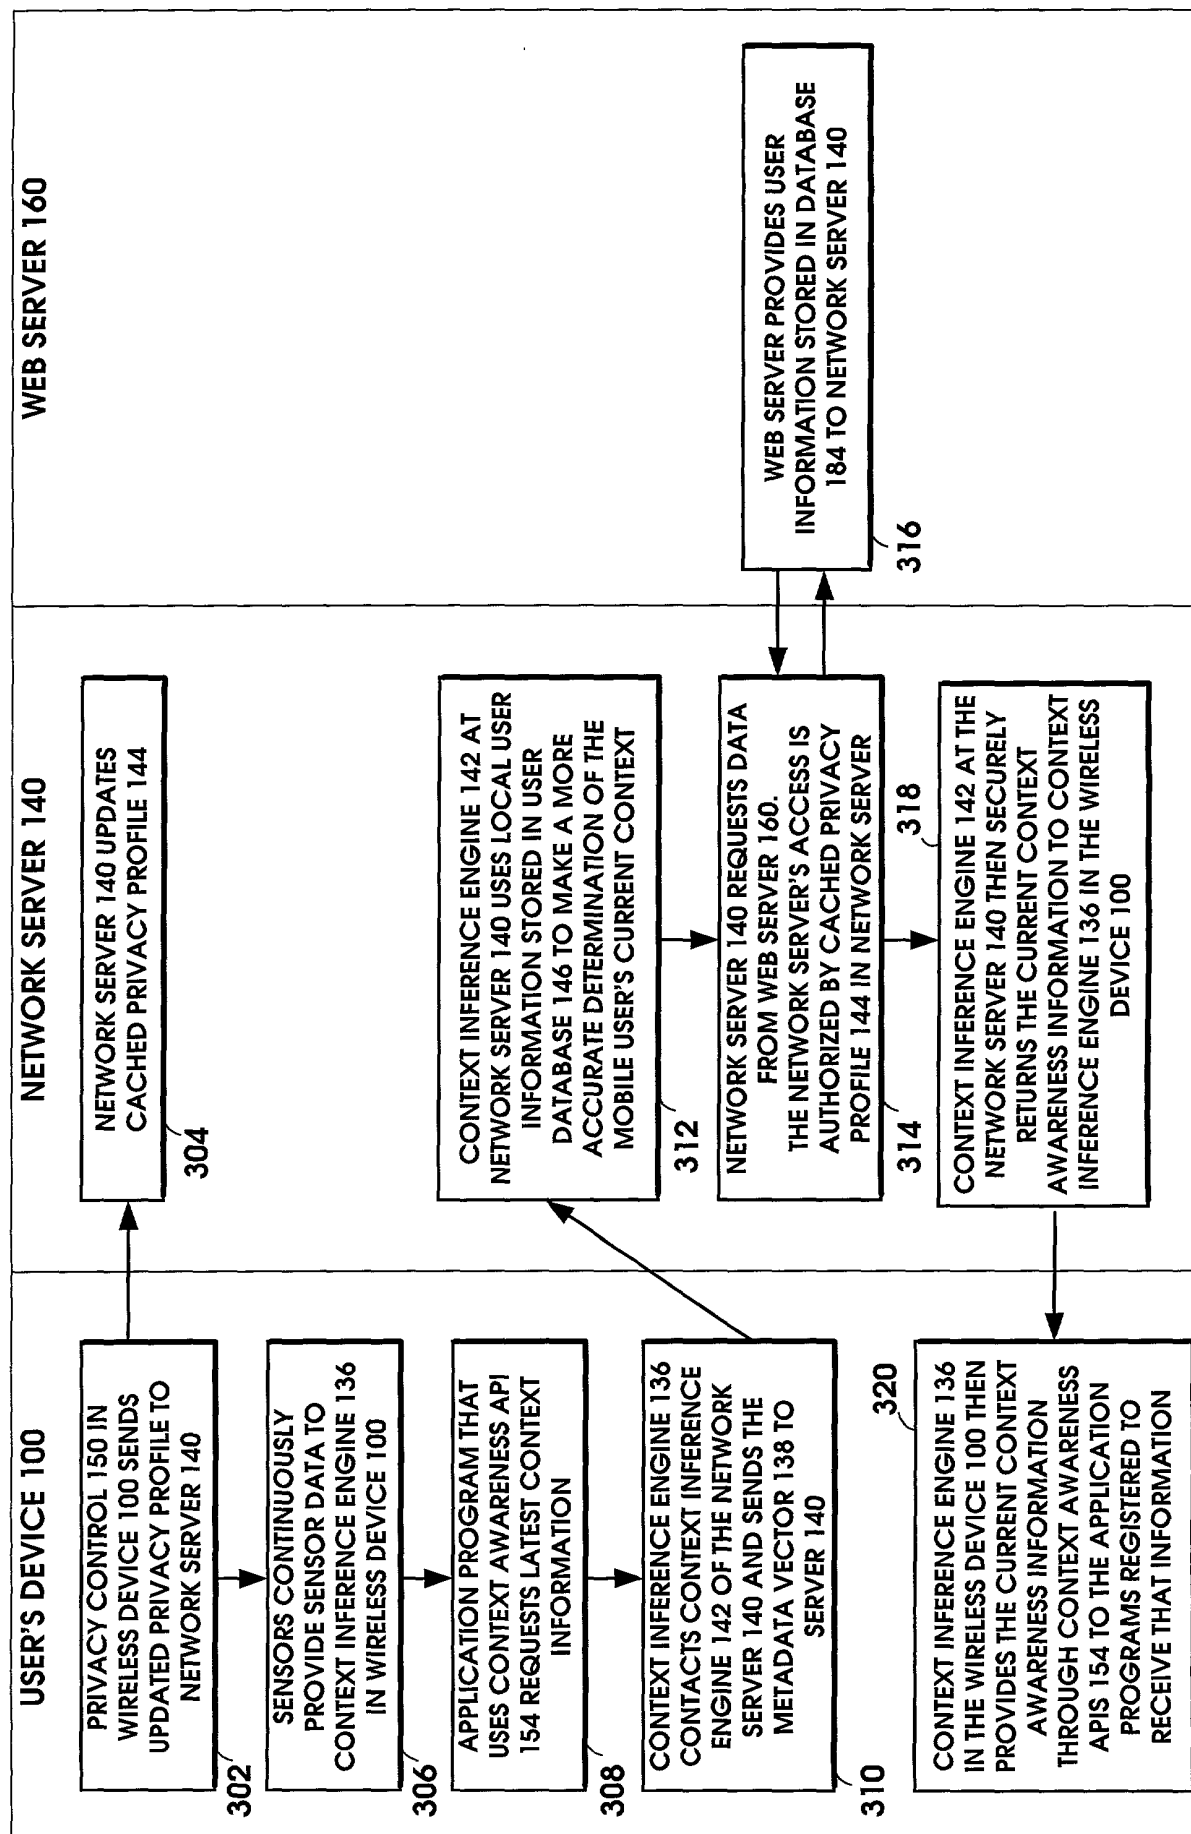 USER'S DEVICE 100
PRIVACY CONTROL 150 IN
WIRELESS DEVICE 100 SENDS
UPDATED PRIVACY PROFILE TO
NETWORK SERVER 140
302
SENSORS CONTINUOUSLY
PROVIDE SENSOR DATA TO
CONTEXT INFERENCE ENGINE 136
IN WIRELESS DEVICE 100
306
APPLICATION PROGRAM THAT
USES CONTEXT AWARENESS API
154 REQUESTS LATEST CONTEXT
INFORMATION
308
CONTEXT INFERENCE ENGINE 136
CONTACTS CONTEXT INFERENCE
ENGINE 142 OF THE NETWORK
SERVER 140 AND SENDS THE
METADATA VECTOR 138 TO
SERVER 140
310
320
CONTEXT INFERENCE ENGINE 136
IN THE WIRELESS DEVICE 100 THEN
PROVIDES THE CURRENT CONTEXT
AWARENESS INFORMATION
THROUGH CONTEXT AWARENESS
APIS 154 TO THE APPLICATION
PROGRAMS REGISTERED TO
RECEIVE THAT INFORMATION
NETWORK SERVER 140
NETWORK SERVER 140 UPDATES
CACHED PRIVACY PROFILE 144
304
CONTEXT INFERENCE ENGINE 142 AT
NETWORK SERVER 140 USES LOCAL USER
INFORMATION STORED IN USER
DATABASE 146 TO MAKE A MORE
ACCURATE DETERMINATION OF THE
MOBILE USER'S CURRENT CONTEXT
312
NETWORK SERVER 140 REQUESTS DATA
FROM WEB SERVER 160.
THE NETWORK SERVER'S ACCESS IS
AUTHORIZED BY CACHED PRIVACY
PROFILE 144 IN NETWORK SERVER
314
318
CONTEXT INFERENCE ENGINE 142 AT THE
NETWORK SERVER 140 THEN SECURELY
RETURNS THE CURRENT CONTEXT
AWARENESS INFORMATION TO CONTEXT
INFERENCE ENGINE 136 IN THE WIRELESS
DEVICE 100
WEB SERVER 160
WEB SERVER PROVIDES USER
INFORMATION STORED IN DATABASE
184 TO NETWORK SERVER 140
316